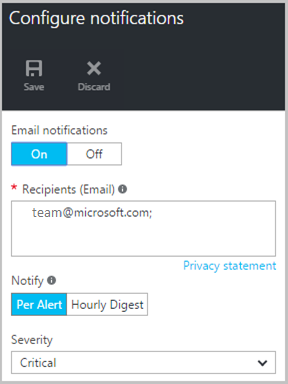 Configure notifications
Save Discard
Email notifications
On Off
* Recipients (Email)
team@microsoft.com;
Privacy statement
Notify
Per Alert Hourly Digest
Severity
Critical